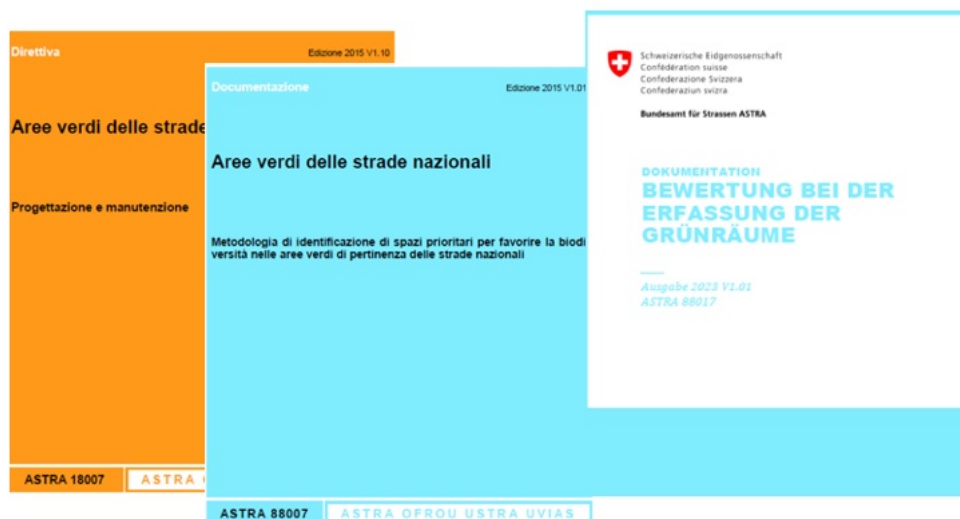 Direttiva
Edizione 2015 V1.10
Aree verdi delle strade
Progettazione e manutenzione
ASTRA 18007
ASTRA
Documentazione
Edizione 2015 V1.01
Aree verdi delle strade nazionali
Metodologia di identificazione di spazi prioritari per favorire la biodi
versità nelle aree verdi di pertinenza delle strade nazionali
ASTRA 88007
ASTRA OFROU USTRA UVIAS
Schweizerische Eidgenossenschaft
Confédération suisse
Confederazione Svizzera
Confederaziun svizra
Bundesamt für Strassen ASTRA
DOKUMENTATION
BEWERTUNG BEI DER
ERFASSUNG DER
GRÜNRÄUME
Ausgabe 2023 V1.01
ASTRA 88017